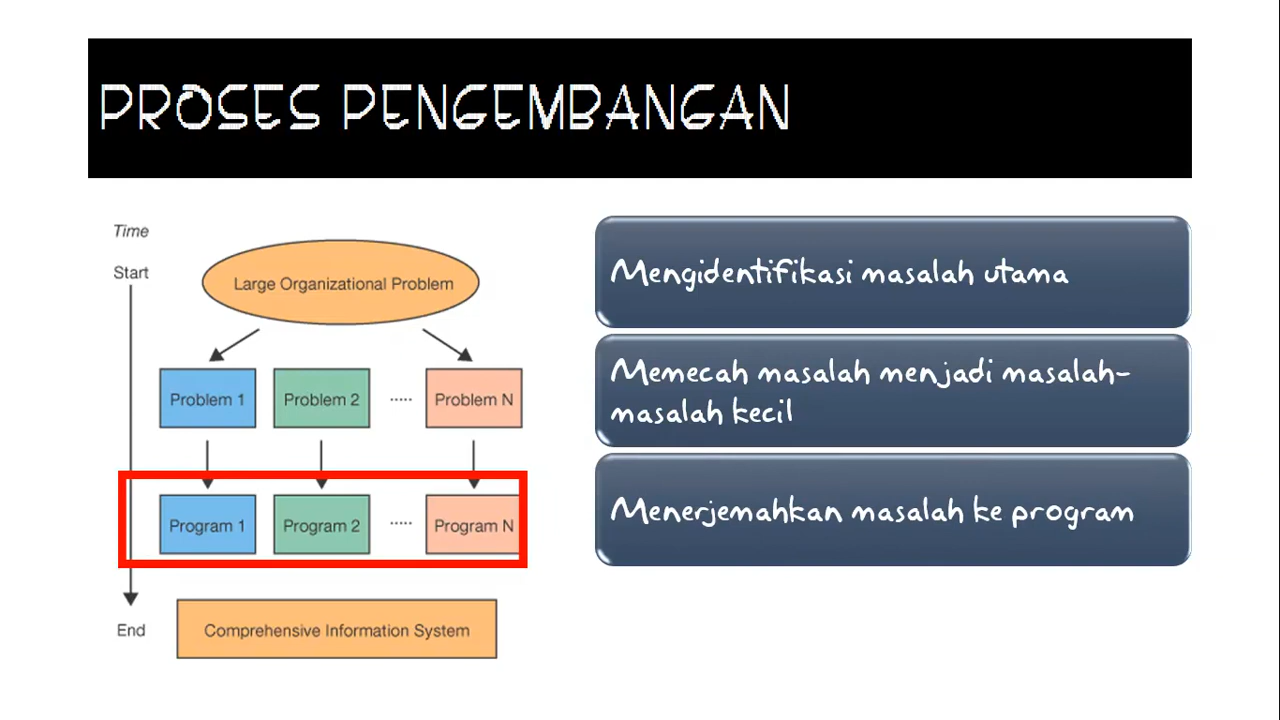 PROSES PENGEMBANGAN
Time
Start
Large Organizational Problem
Problem 1
Problem 2
.....
Problem N
Program 1
Program 2
.....
Program N
End
Comprehensive Information System
Mengidentifikasi masalah utama
Memecah masalah menjadi masalah-
masalah kecil
Menerjemahkan masalah ke program